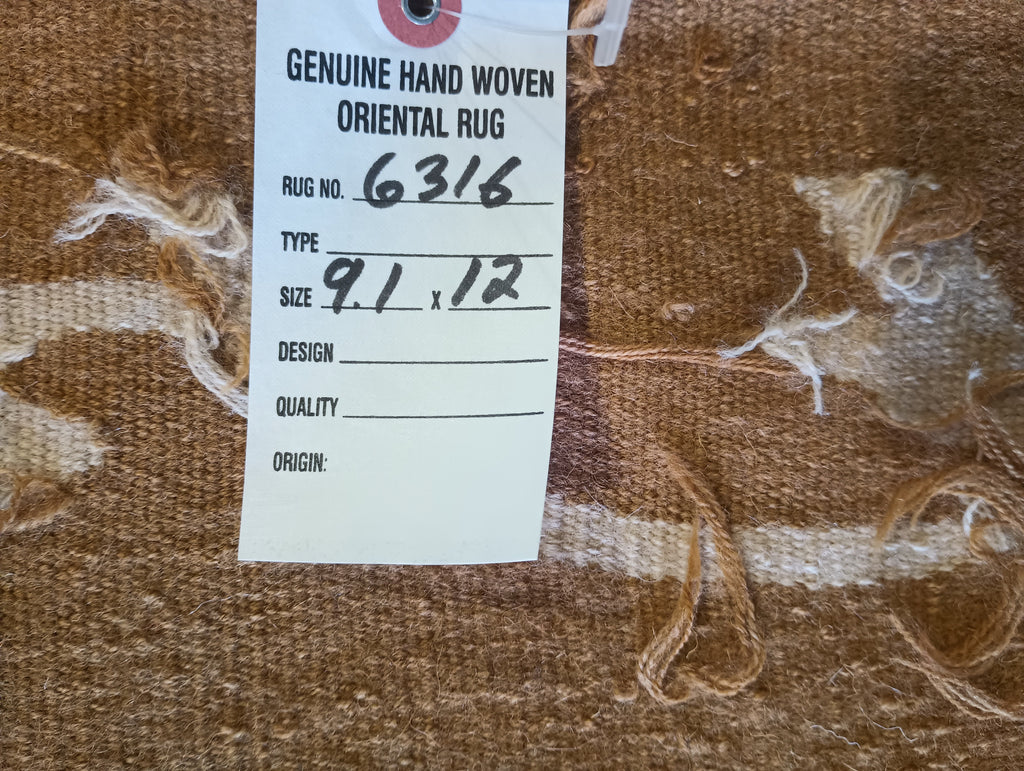 GENUINE HAND WOVEN
ORIENTAL RUG
RUG NO. 6316
TYPE
SIZE 9.1 x 12
DESIGN
QUALITY
ORIGIN: